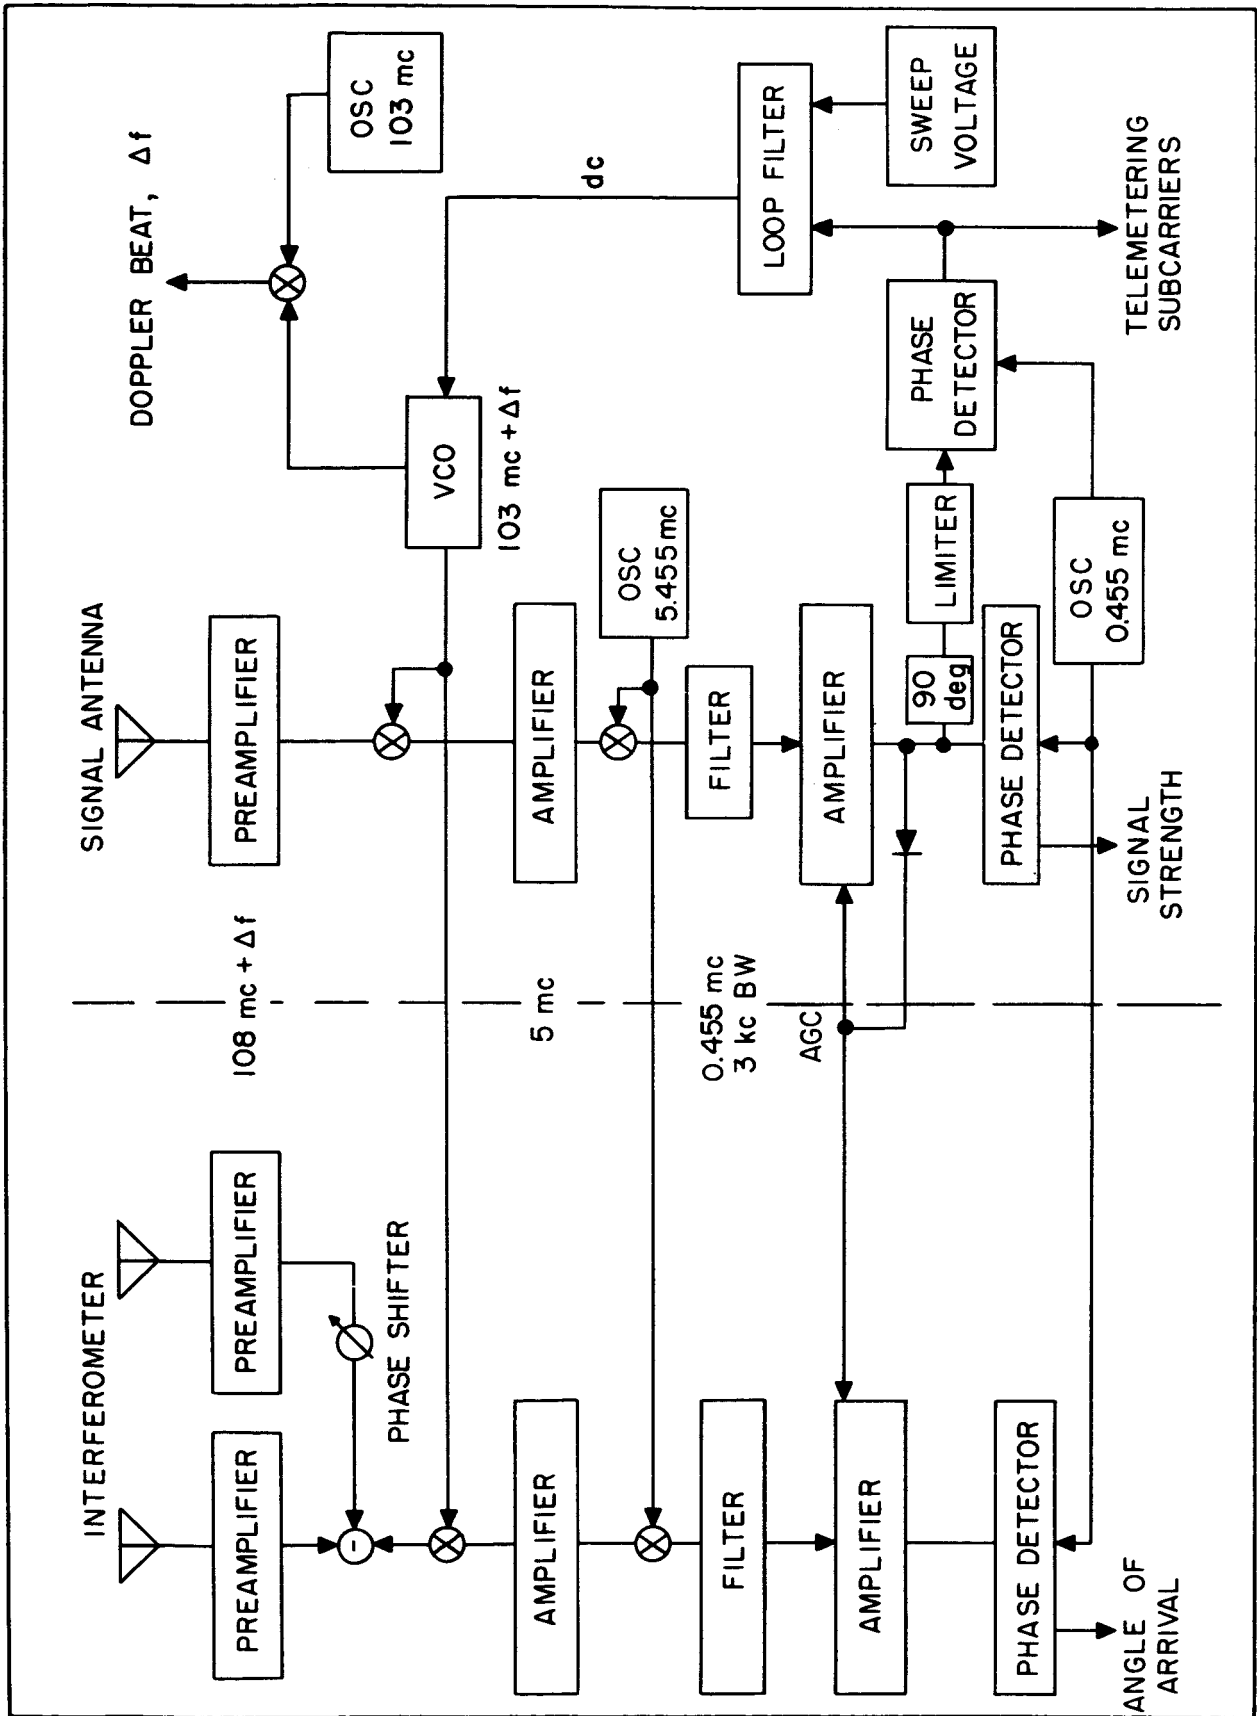 INTERFEROMETER
SIGNAL ANTENNA
DOPPLER BEAT, Δf
PREAMPLIFIER
PREAMPLIFIER
108 mc + Δf
PREAMPLIFIER
OSC
103 mc
PHASE SHIFTER
-
VCO
103 mc + Δf
dc
AMPLIFIER
5 mc
AMPLIFIER
OSC
5.455 mc
FILTER
0.455 mc
3 kc BW
FILTER
LOOP FILTER
AMPLIFIER
AGC
AMPLIFIER
90
deg
LIMITER
PHASE
DETECTOR
SWEEP
VOLTAGE
PHASE DETECTOR
PHASE DETECTOR
OSC
0.455 mc
ANGLE OF
ARRIVAL
SIGNAL
STRENGTH
TELEMETERING
SUBCARRIERS